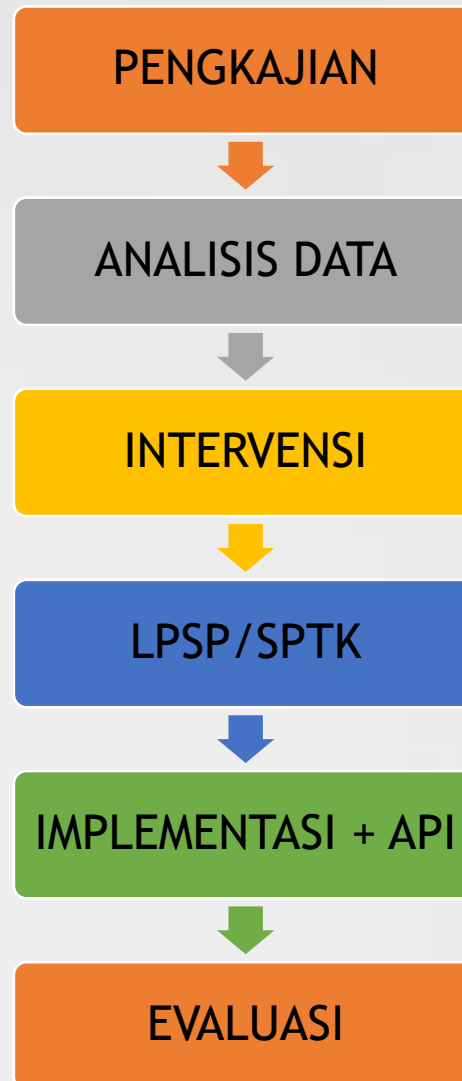 PENGKAJIAN
ANALISIS DATA
INTERVENSI
LPSP/SPTK
IMPLEMENTASI + API
EVALUASI